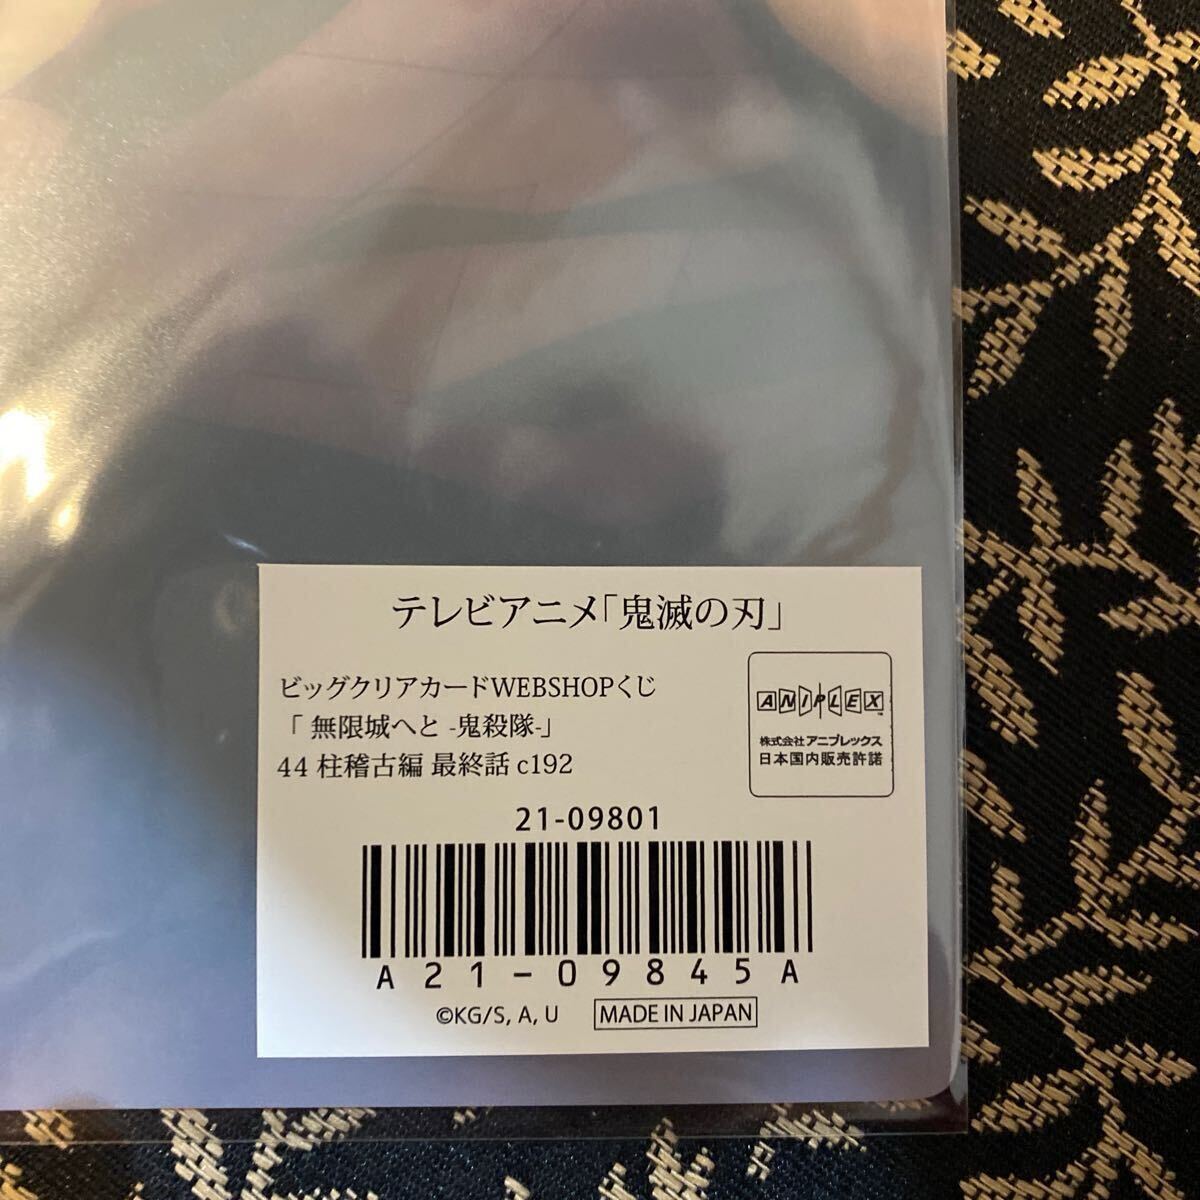 テレビアニメ「鬼滅の刃」
ビッグクリアカードWEBSHOPくじ
「 無限城へと -鬼殺隊-」
44 柱稽古編 最終話 c192
ANIPLEX™
株式会社 アニプレックス
日本国内販売許諾
21-09801
A21-09845A
©KG/S, A, U
MADE IN JAPAN